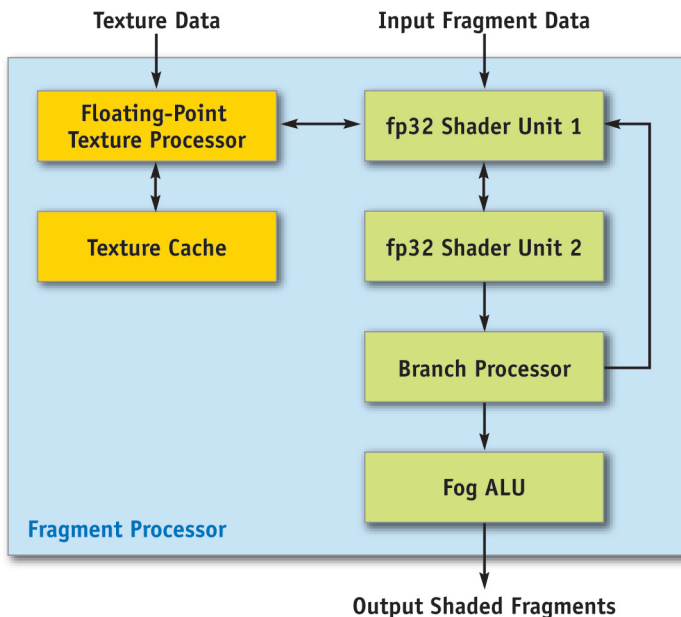 Texture Data
Input Fragment Data
Floating-Point
Texture Processor
fp32 Shader Unit 1
Texture Cache
fp32 Shader Unit 2
Branch Processor
Fog ALU
Fragment Processor
Output Shaded Fragments